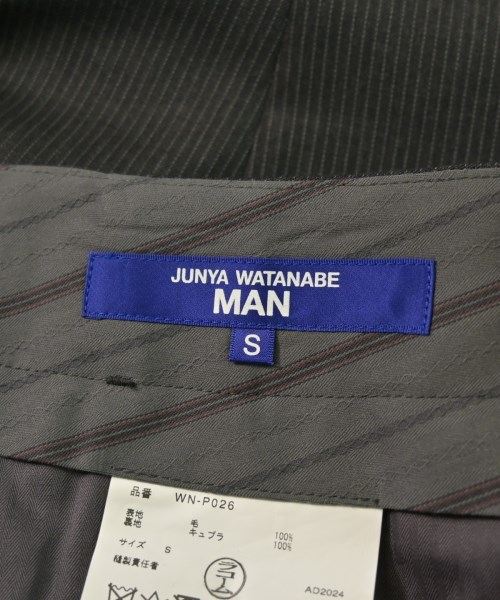 JUNYA WATANABE
MAN
S
品番 WN-P026
表地 毛 100%
裏地 キュプラ 100%
サイズ S
縫製責任者
AD2024